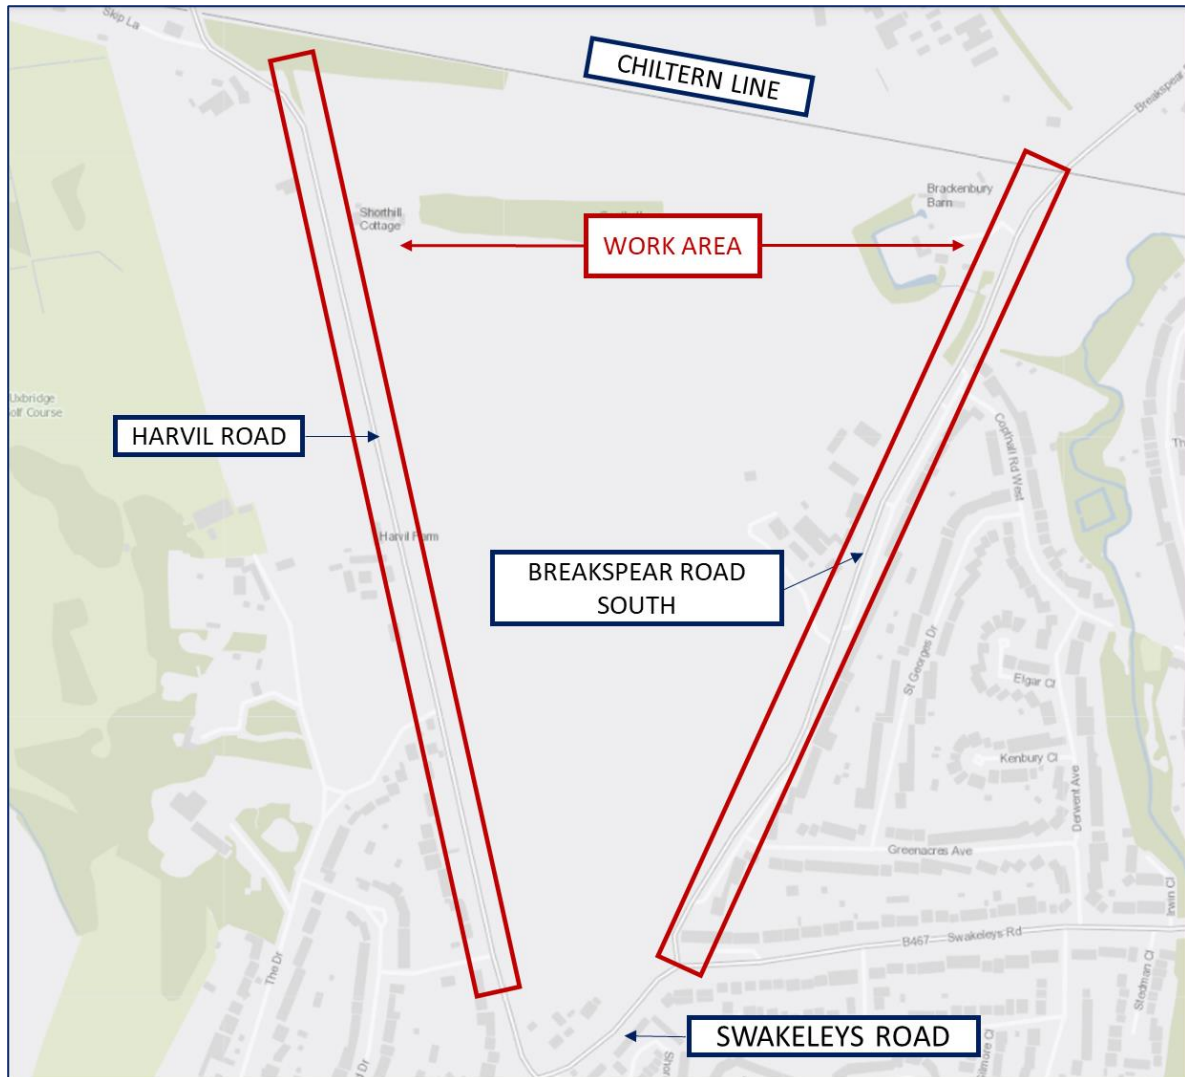 Skip La
CHILTERN LINE
Breakspear
Brackenbury
Barn
Shorthill
Cottage
WORK AREA
Uxbridge
olf Course
HARVIL ROAD
Copthall Rd West
Harvil Farm
BREAKSPEAR ROAD
SOUTH
St Georges Dr
Elgar Cl
Kenbury Cl
Derwent Ave
Greenacres Ave
Irwin Cl
B467 Swakeleys Rd
The Dr
Stedman Cl
SWAKELEYS ROAD